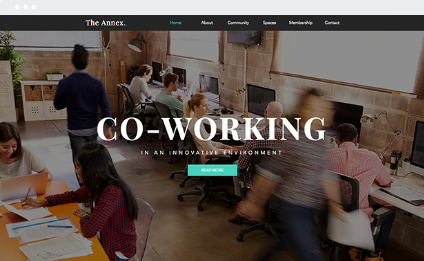 The Annex.
Home About Community Spaces Membership Contact
CO-WORKING
IN AN INNOVATIVE ENVIRONMENT
READ MORE